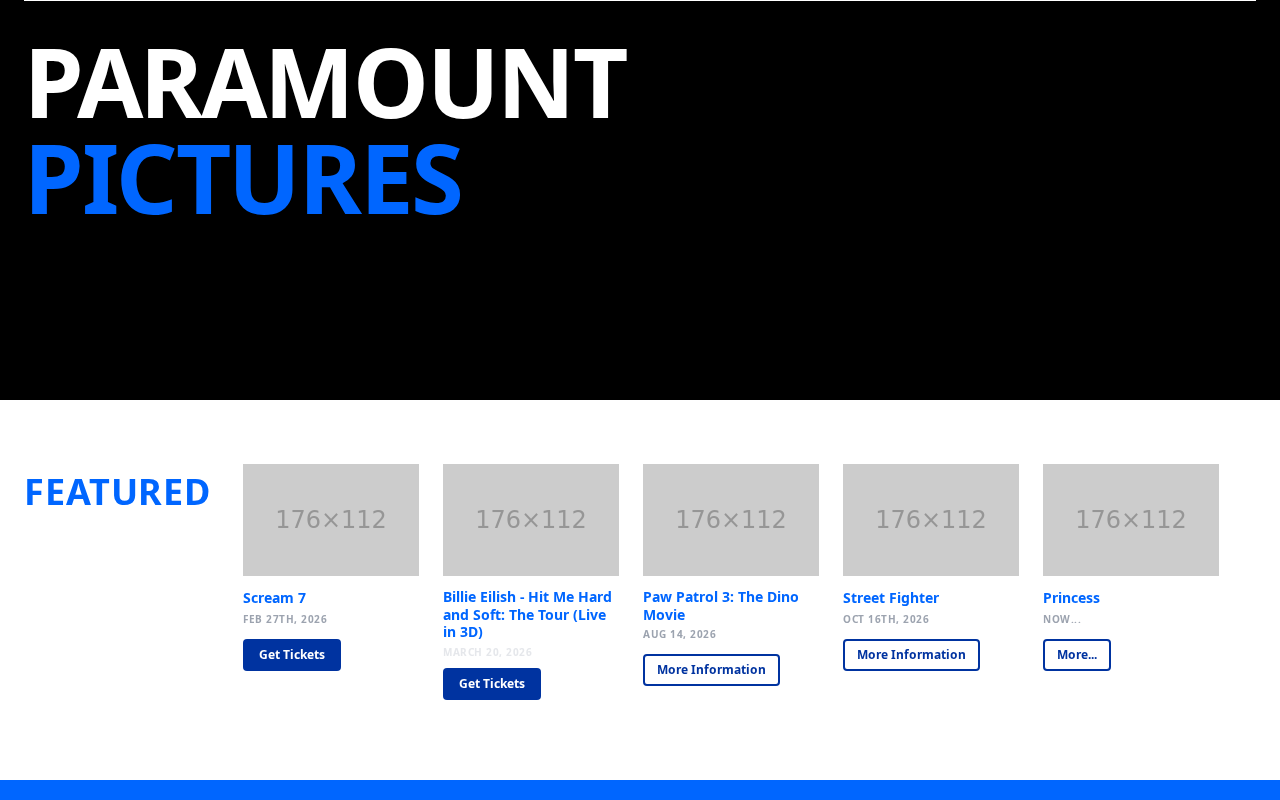 PARAMOUNT
PICTURES
FEATURED
176×112
Scream 7
FEB 27TH, 2026
Get Tickets
176×112
Billie Eilish - Hit Me Hard
and Soft: The Tour (Live
in 3D)
MARCH 20, 2026
Get Tickets
176×112
Paw Patrol 3: The Dino
Movie
AUG 14, 2026
More Information
176×112
Street Fighter
OCT 16TH, 2026
More Information
176×112
Princess
NOW...
More...